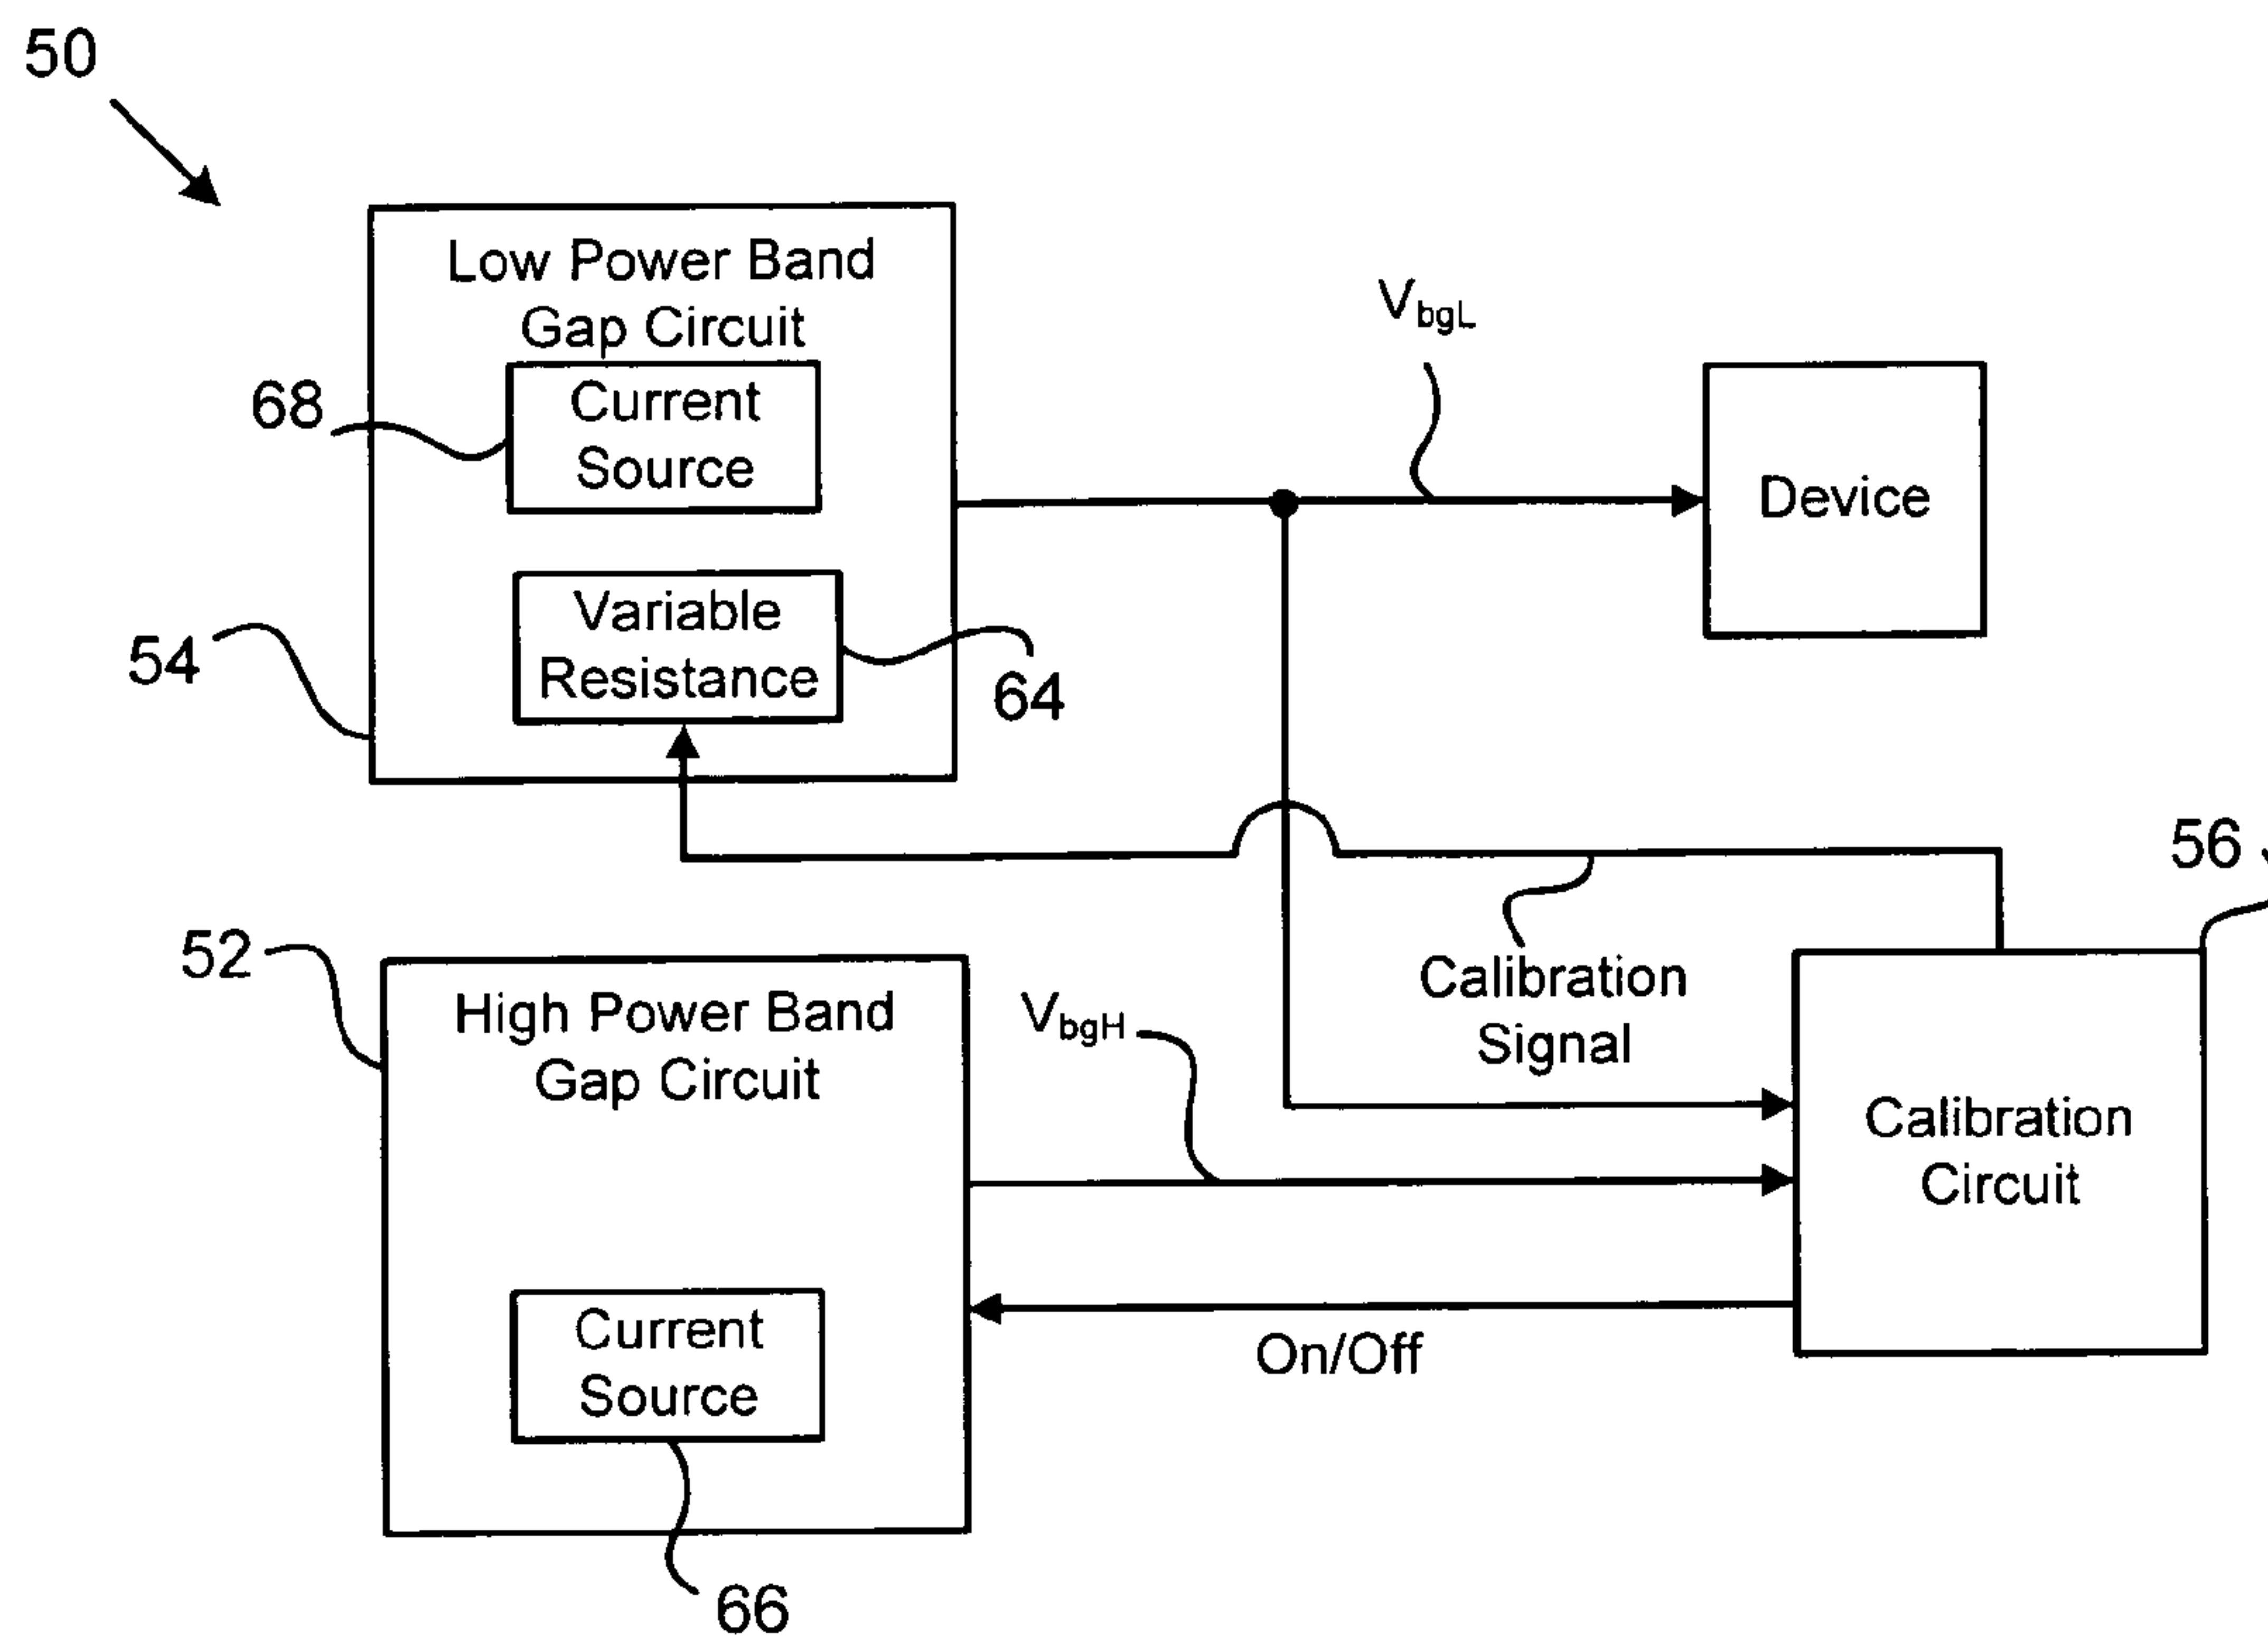 50
Low Power Band
Gap Circuit
68
Current
Source
VbgL
Device
Variable
Resistance
54
64
56
52
High Power Band
Gap Circuit
VbgH
Calibration
Signal
Calibration
Circuit
Current
Source
On/Off
66